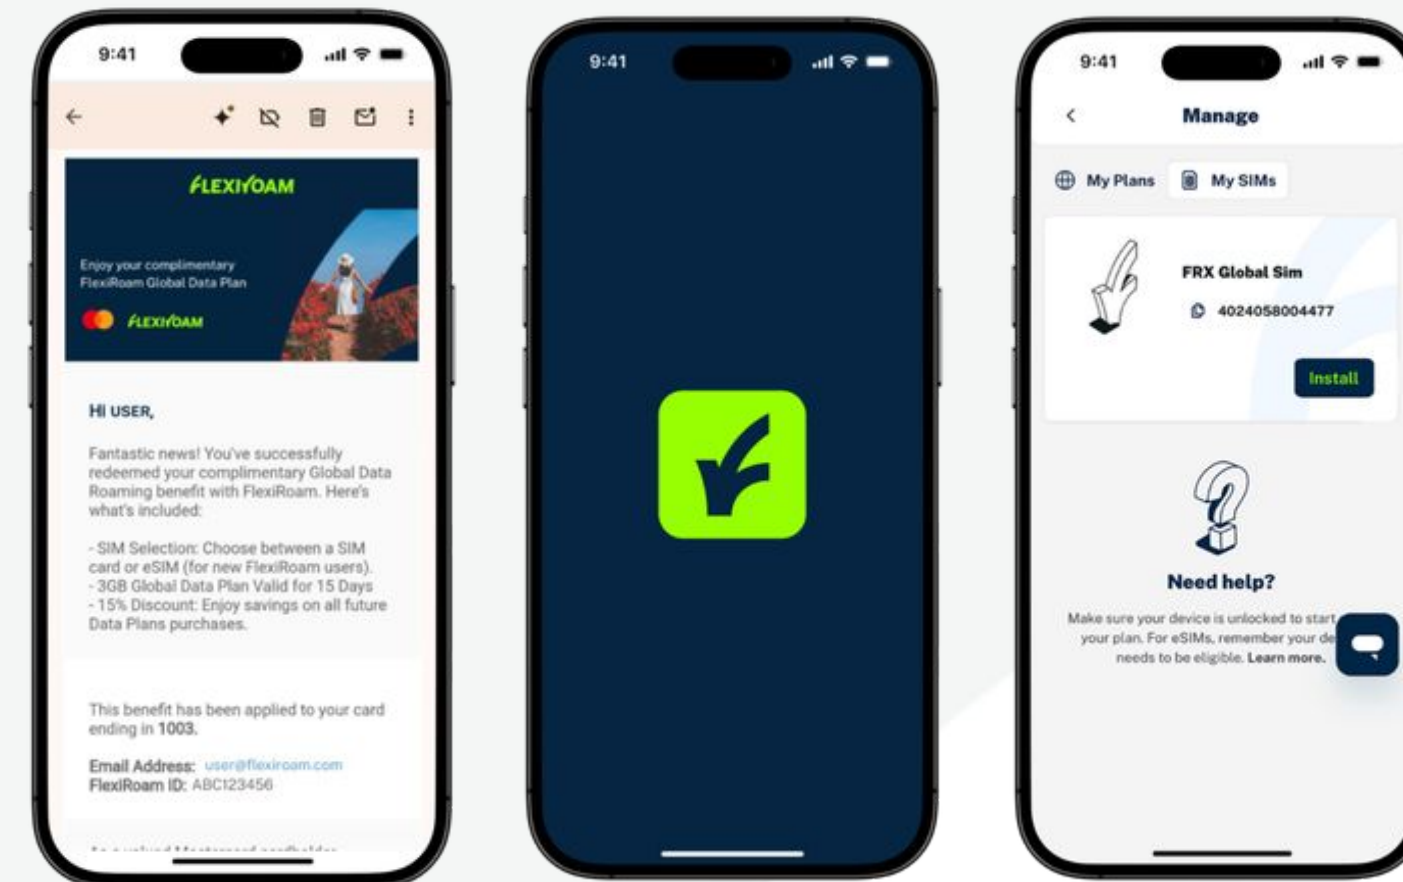 9:41
FLEXIROAM
Enjoy your complimentary
FlexiRoam Global Data Plan
FLEXIROAM
Hi USER,
Fantastic news! You've successfully
redeemed your complimentary Global Data
Roaming benefit with FlexiRoam. Here's
what's included:
- SIM Selection: Choose between a SIM
card or eSIM (for new FlexiRoam users).
- 3GB Global Data Plan Valid for 15 Days
- 15% Discount: Enjoy savings on all future
Data Plans purchases.
This benefit has been applied to your card
ending in 1003.
Email Address: user@flexiroam.com
FlexiRoam ID: ABC123456
As a valued Mastercard cardholder
9:41
9:41
Manage
My Plans
My SIMs
FRX Global Sim
4024058004477
Install
Need help?
Make sure your device is unlocked to start
your plan. For eSIMs, remember your de
needs to be eligible. Learn more.